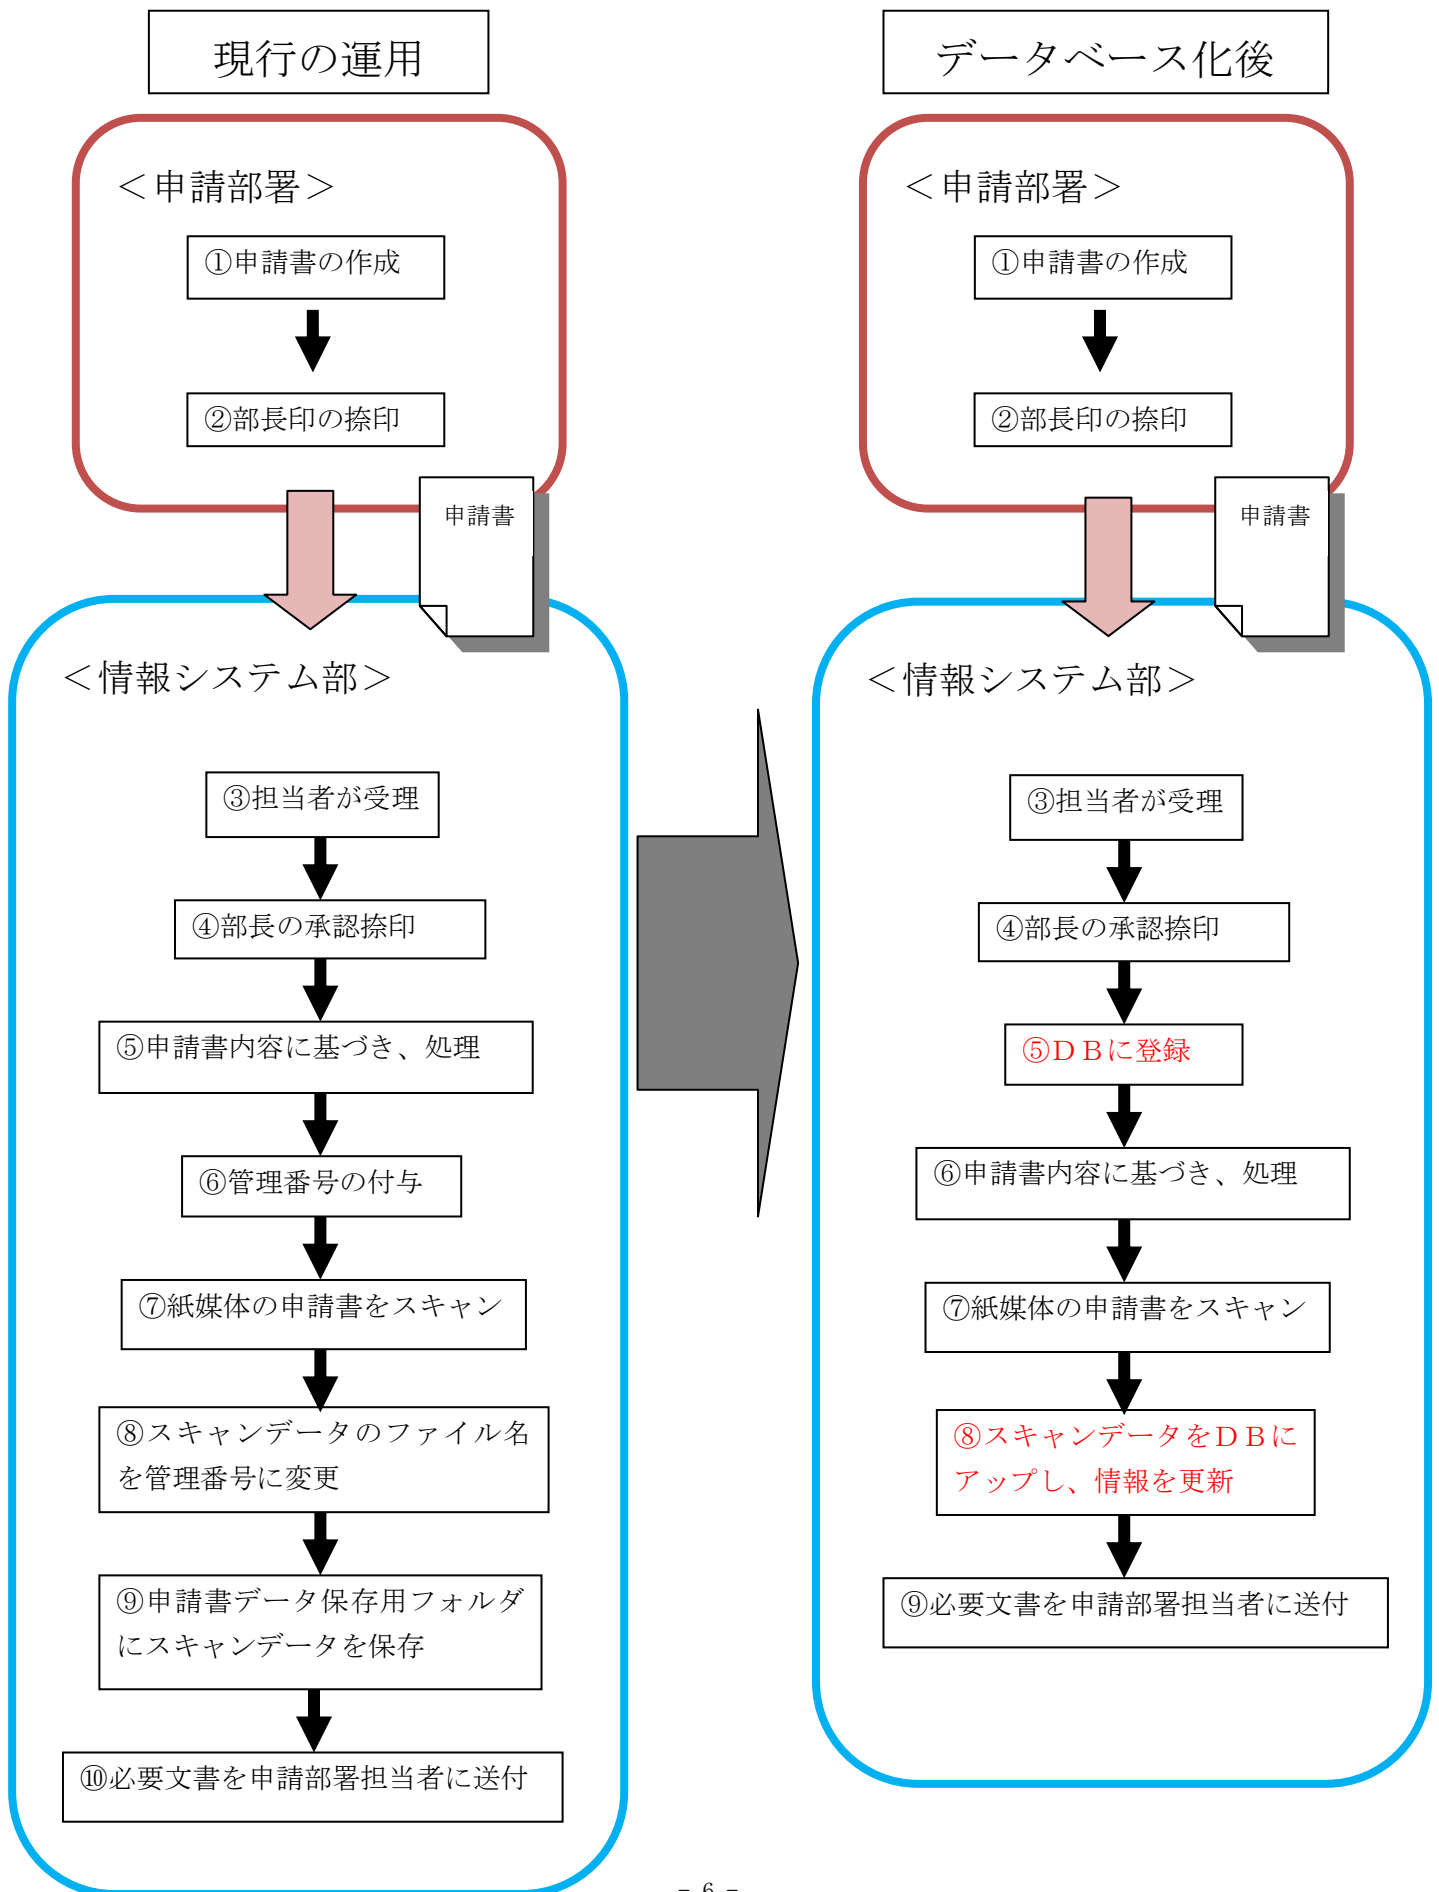 現行の運用
＜申請部署＞
①申請書の作成
②部長印の捺印
申請書
＜情報システム部＞
③担当者が受理
④部長の承認捺印
⑤申請書内容に基づき、処理
⑥管理番号の付与
⑦紙媒体の申請書をスキャン
⑧スキャンデータのファイル名
を管理番号に変更
⑨申請書データ保存用フォルダ
にスキャンデータを保存
⑩必要文書を申請部署担当者に送付
データベース化後
＜申請部署＞
①申請書の作成
②部長印の捺印
申請書
＜情報システム部＞
③担当者が受理
④部長の承認捺印
⑤ＤＢに登録
⑥申請書内容に基づき、処理
⑦紙媒体の申請書をスキャン
⑧スキャンデータをＤＢに
アップし、情報を更新
⑨必要文書を申請部署担当者に送付
- 6 -